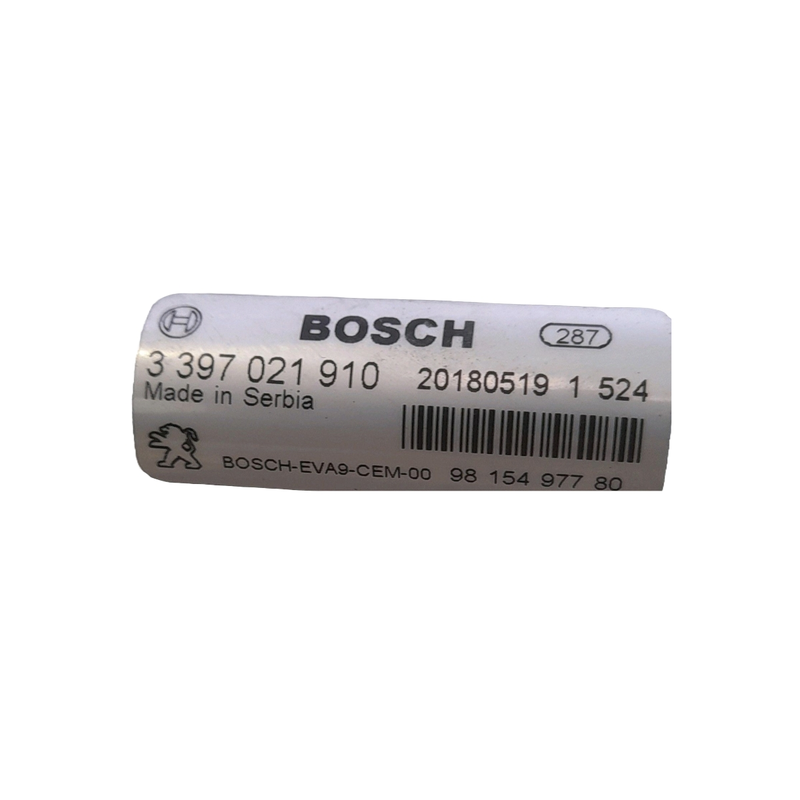 BOSCH 287
3 397 021 910 20180519 1 524
Made in Serbia
BOSCH-EVA9-CEM-00 98 154 977 80